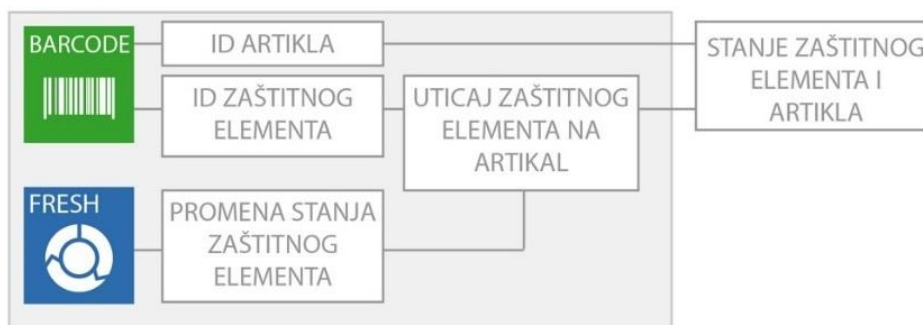 BARCODE
ID ARTIKLA
ID ZAŠTITNOG
ELEMENTA
UTICAJ ZAŠTITNOG
ELEMENTA NA
ARTIKAL
STANJE ZAŠTITNOG
ELEMENTA I
ARTIKLA
FRESH
PROMENA STANJA
ZAŠTITNOG
ELEMENTA